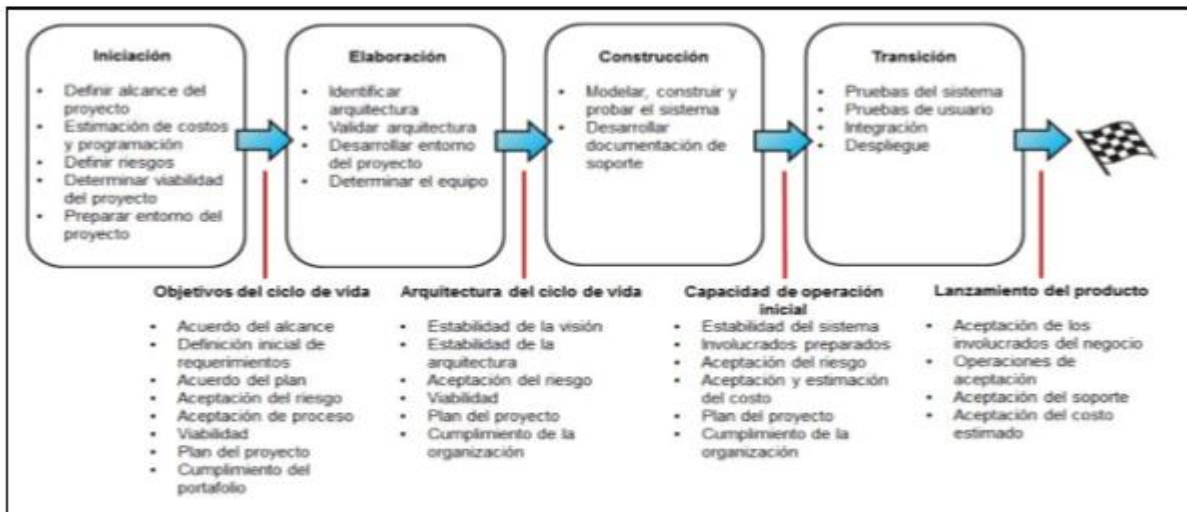 Iniciación
• Definir alcance del
proyecto
• Estimación de costos
y programación
• Definir riesgos
• Determinar viabilidad
del proyecto
• Preparar entorno del
proyecto
Elaboración
• Identificar
arquitectura
• Validar arquitectura
• Desarrollar entorno
del proyecto
• Determinar el equipo
Construcción
• Modelar, construir y
probar el sistema
• Desarrollar
documentación de
soporte
Transición
• Pruebas del sistema
• Pruebas de usuario
• Integración
• Despliegue
Objetivos del ciclo de vida
• Acuerdo del alcance
• Definición inicial de
requerimientos
• Acuerdo del plan
• Aceptación del riesgo
• Aceptación de proceso
• Viabilidad
• Plan del proyecto
• Cumplimiento del
portafolio
Arquitectura del ciclo de vida
• Estabilidad de la visión
• Estabilidad de la
arquitectura
• Aceptación del riesgo
• Viabilidad
• Plan del proyecto
• Cumplimiento de la
organización
Capacidad de operación
inicial
• Estabilidad del sistema
• Involucrados preparados
• Aceptación del riesgo
• Aceptación y estimación
del costo
• Plan del proyecto
• Cumplimiento de la
organización
Lanzamiento del producto
• Aceptación de los
involucrados del negocio
• Operaciones de
aceptación
• Aceptación del soporte
• Aceptación del costo
estimado